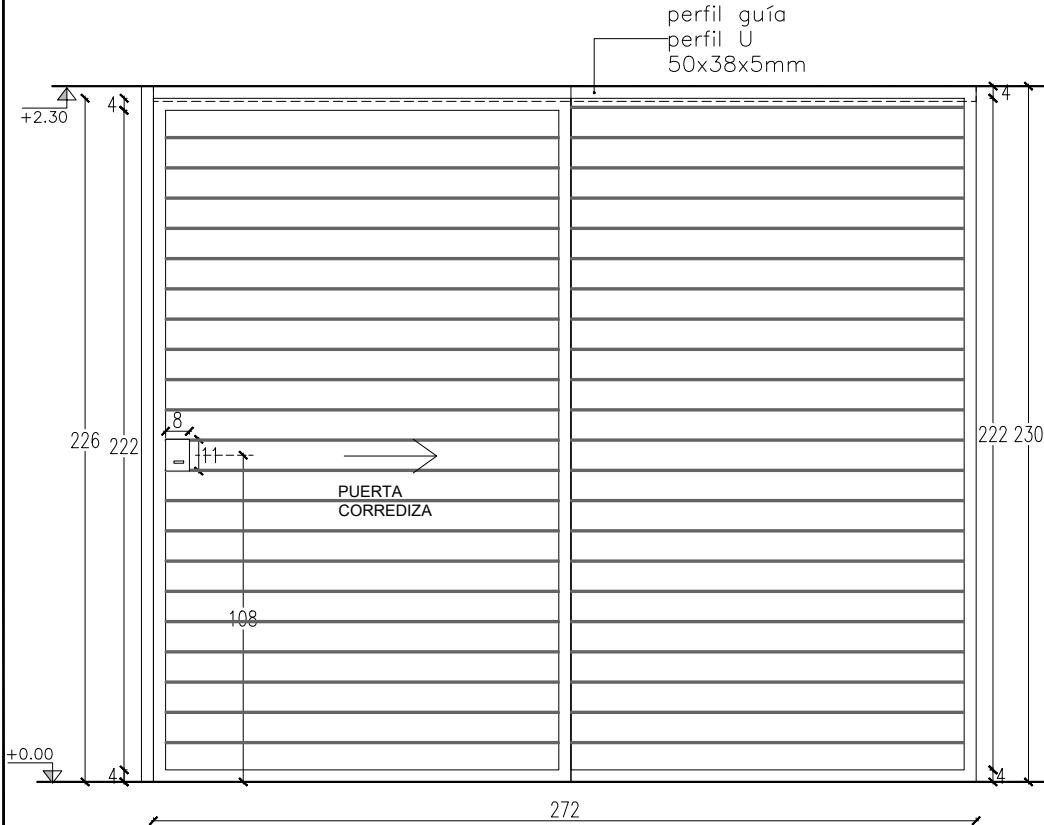 perfil guía
perfil U
50x38x5mm
4
4
+2.30
226
222
8
11
222
230
PUERTA
CORREDIZA
108
+0.00
4
4
272